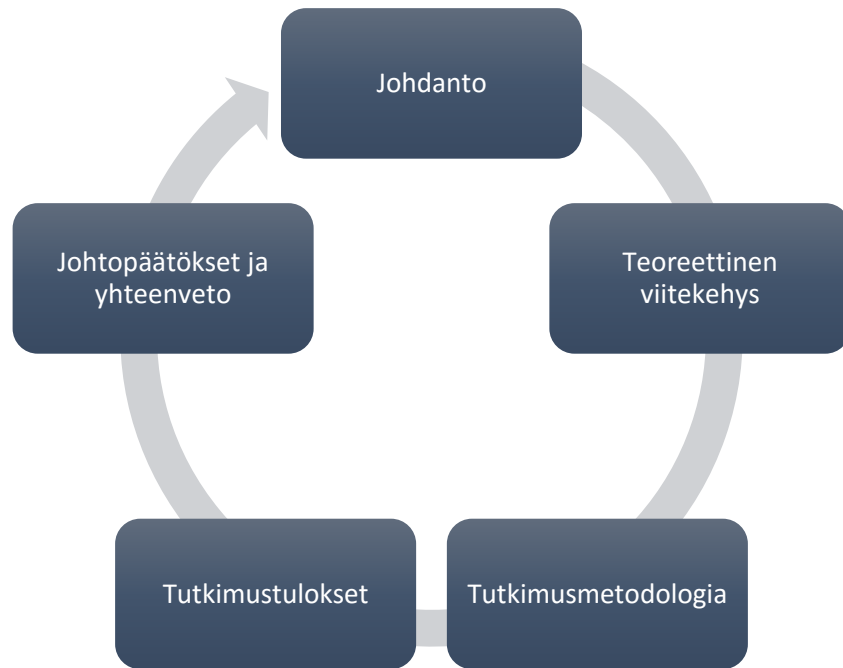 Johdanto
Teoreettinen
viitekehys
Tutkimusmetodologia
Tutkimustulokset
Johtopäätökset ja
yhteenveto